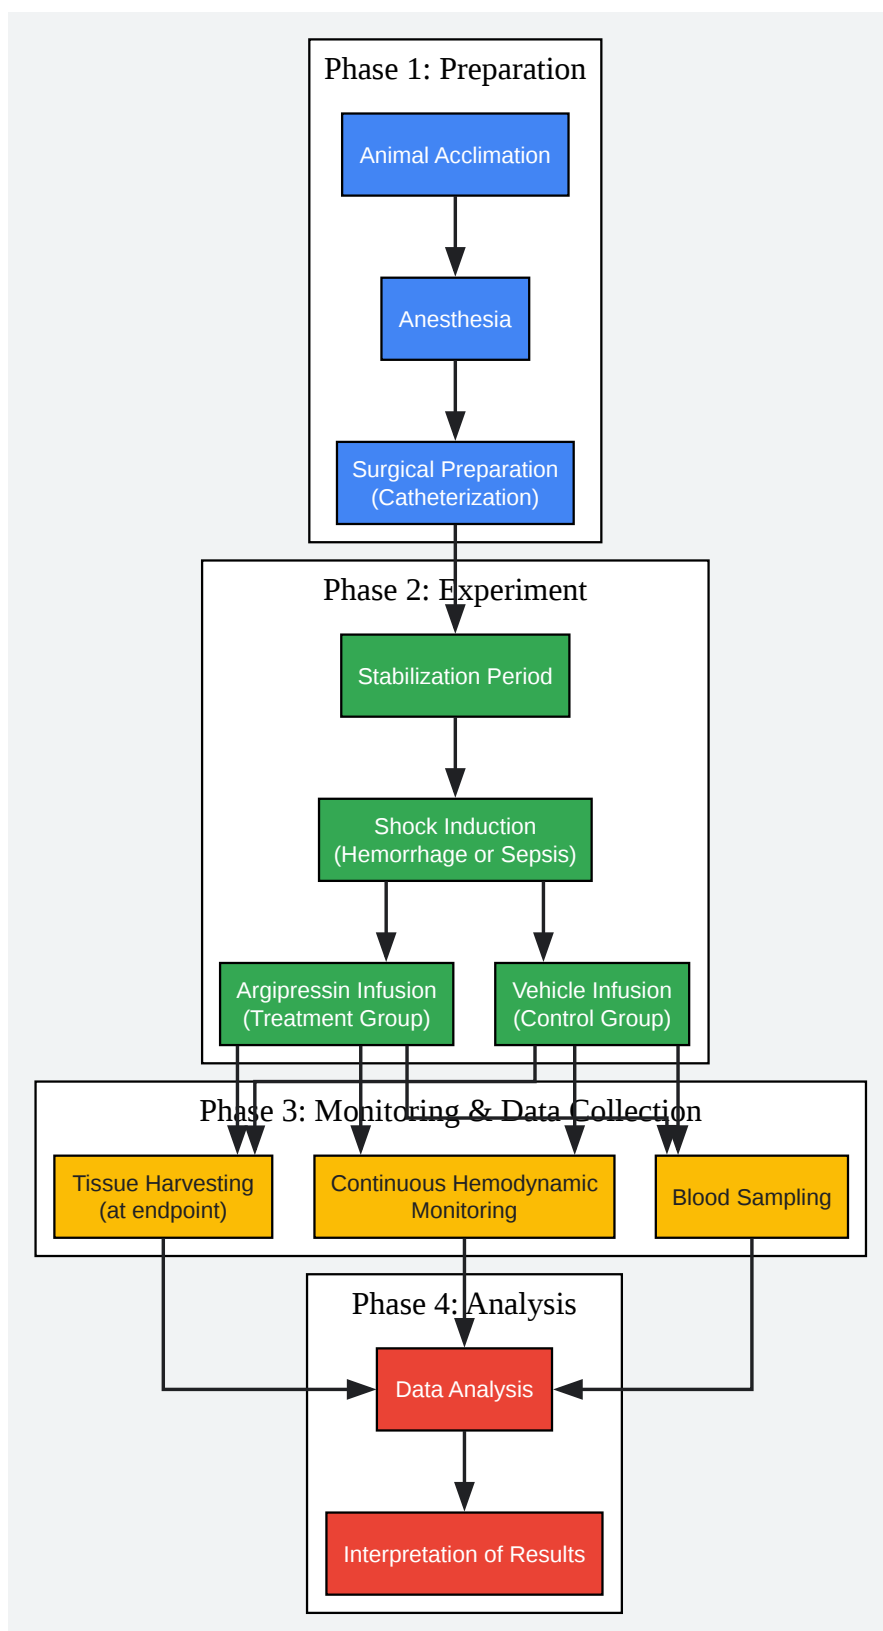 Phase 1: Preparation
Animal Acclimation
Anesthesia
Surgical Preparation
(Catheterization)
Phase 2: Experiment
Stabilization Period
Shock Induction
(Hemorrhage or Sepsis)
Argipressin Infusion
(Treatment Group)
Vehicle Infusion
(Control Group)
Phase 3: Monitoring & Data Collection
Tissue Harvesting
(at endpoint)
Continuous Hemodynamic
Monitoring
Blood Sampling
Phase 4: Analysis
Data Analysis
Interpretation of Results